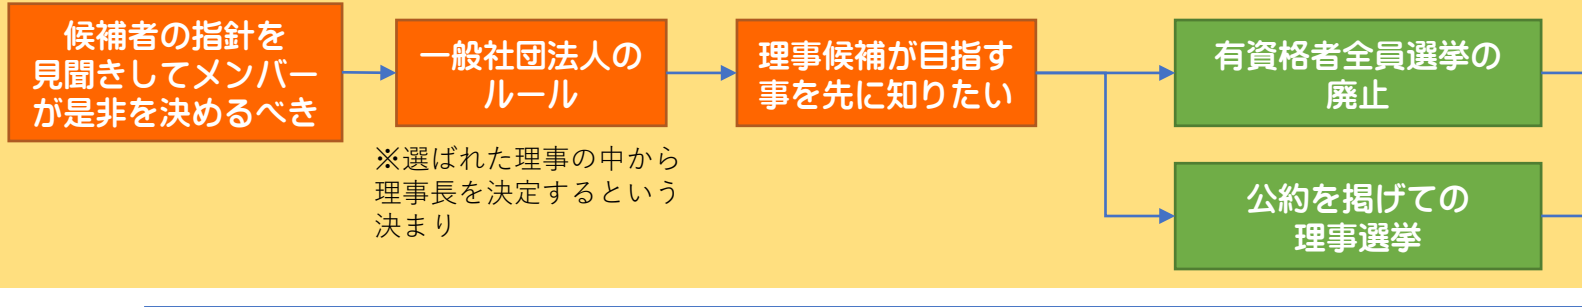 候補者の指針を
見聞きしてメンバー
が是非を決めるべき
一般社団法人の
ルール
※選ばれた理事の中から
理事長を決定するという
決まり
理事候補が目指す
事を先に知りたい
有資格者全員選挙の
廃止
公約を掲げての
理事選挙